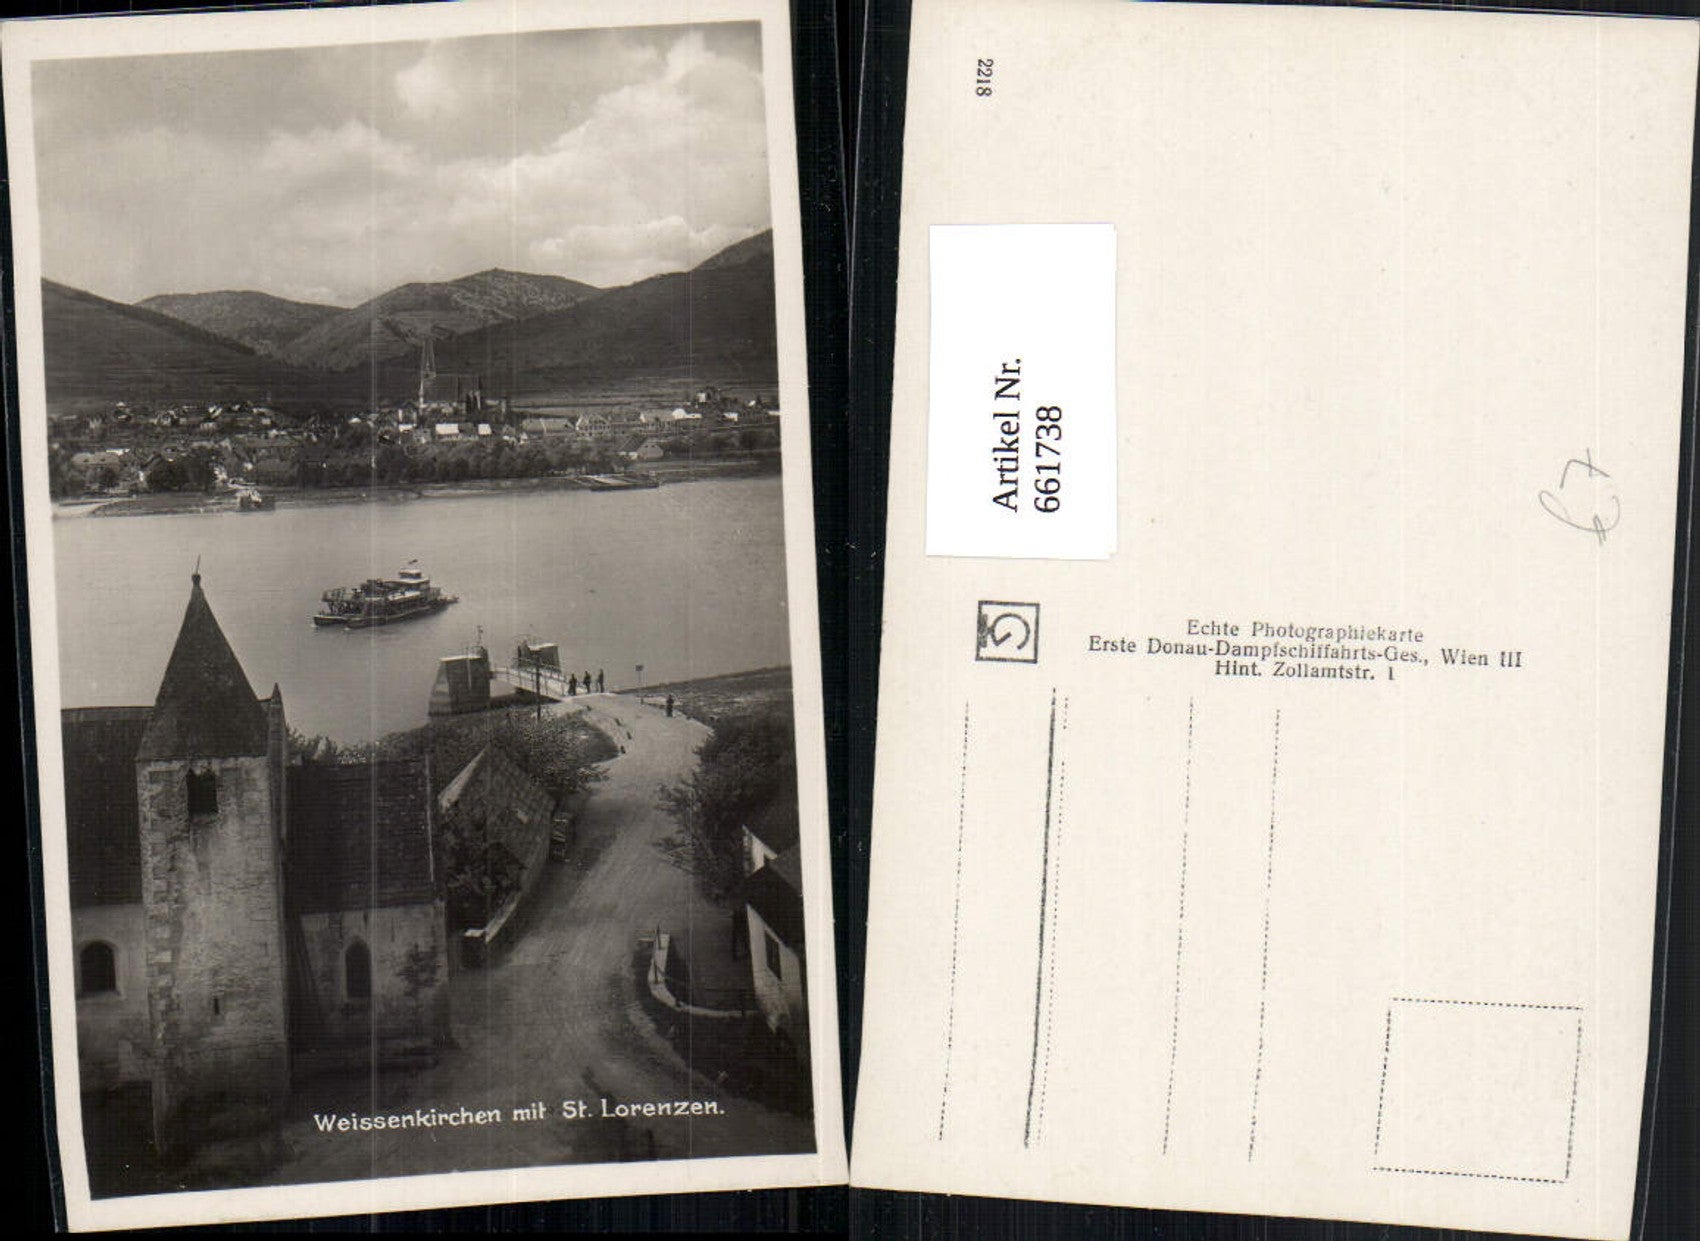 Weissenkirchen mit St. Lorenzen.
2218
Artikel Nr.
661738
G
Echte Photographiekarte
Erste Donau-Dampfschiffahrts-Ges., Wien III
Hint. Zollamtstr. 1